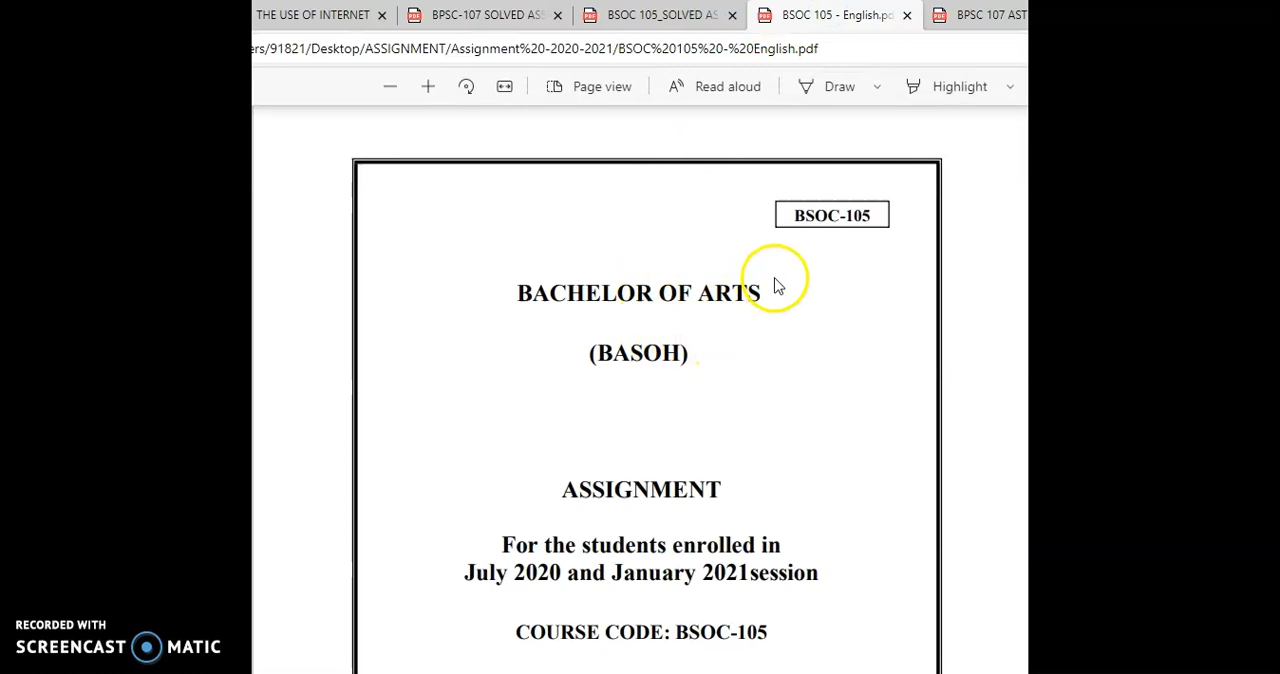 THE USE OF INTERNET
BPSC-107 SOLVED ASS
BSOC 105_SOLVED AS
BSOC 105 - English.pd
BPSC 107 AST
ers/91821/Desktop/ASSIGNMENT/Assignment%20-2020-2021/BSOC%20105%20-%20English.pdf
Page view
Read aloud
Draw
Highlight
BSOC-105
BACHELOR OF ARTS
(BASOH)
ASSIGNMENT
For the students enrolled in
July 2020 and January 2021session
COURSE CODE: BSOC-105
RECORDED WITH
SCREENCAST MATIC